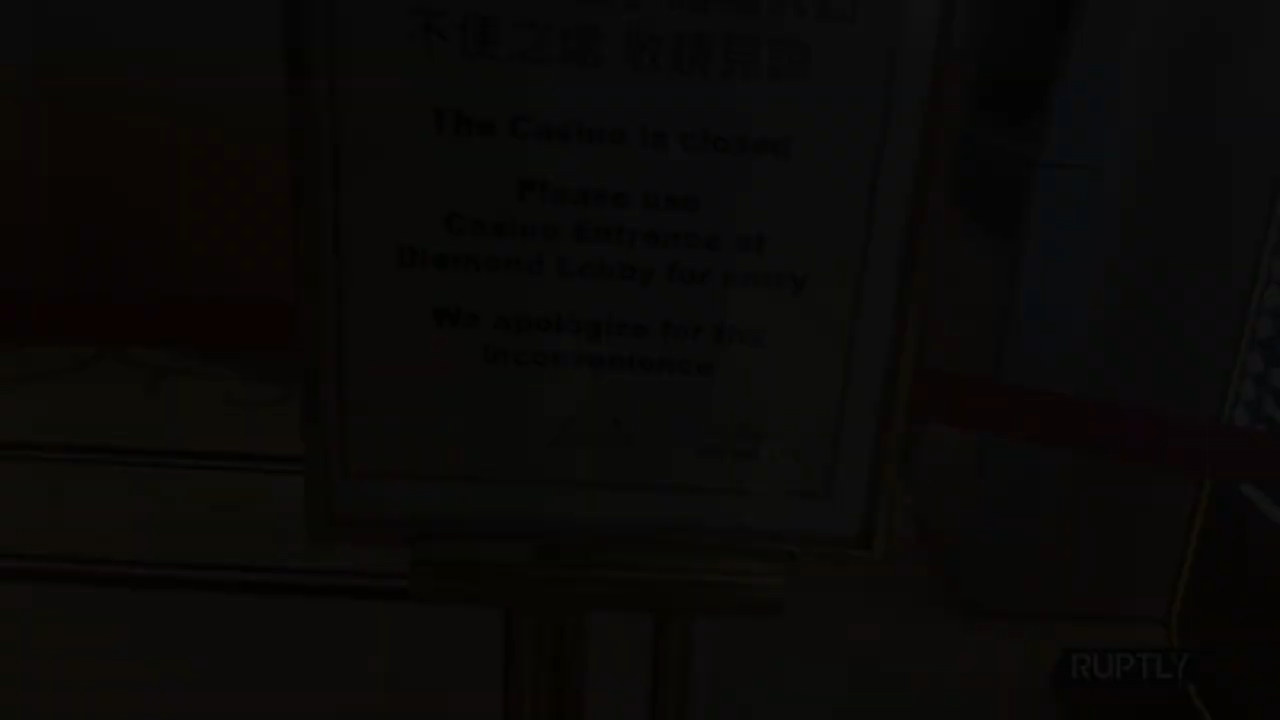 不便之處 敬請見諒
The Casino is closed
Please use
Casino Entrance at
Diamond Lobby for entry
We apologise for the
inconvenience
RUPTLY